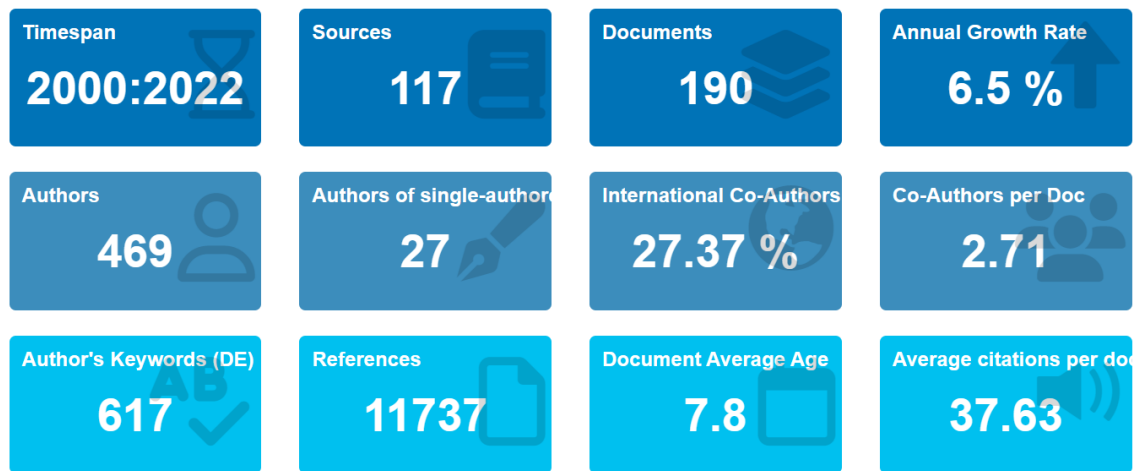 Timespan
2000:2022
Sources
117
Documents
190
Annual Growth Rate
6.5 %
Authors
469
Authors of single-author
27
International Co-Authors
27.37 %
Co-Authors per Doc
2.71
Author's Keywords (DE)
617
References
11737
Document Average Age
7.8
Average citations per doc
37.63
AB